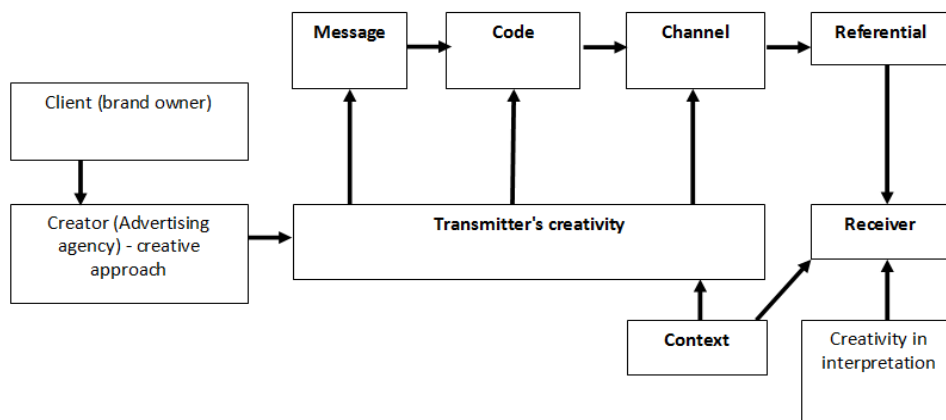 Message
Code
Channel
Referential
Client (brand owner)
Creator (Advertising
agency) - creative
approach
Transmitter's creativity
Receiver
Context
Creativity in
interpretation